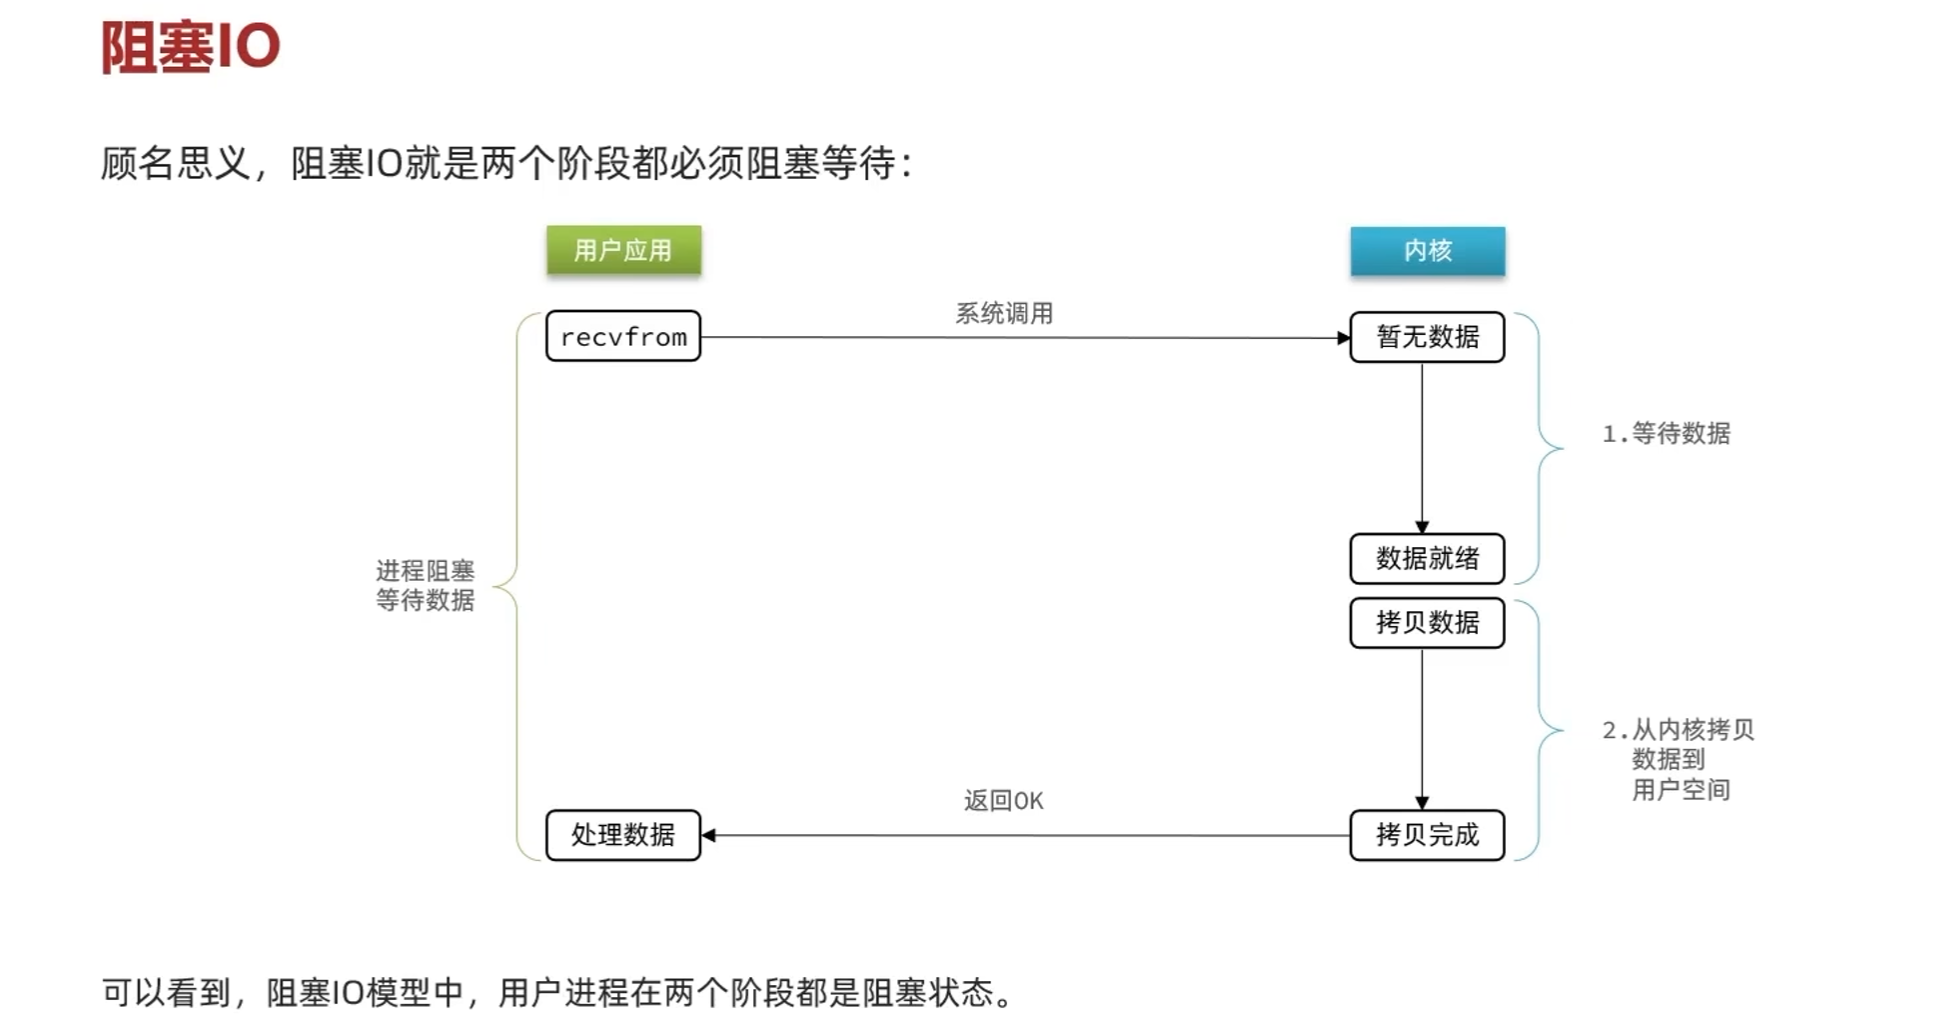 阻塞IO
顾名思义，阻塞IO就是两个阶段都必须阻塞等待：
用户应用
内核
recvfrom
系统调用
暂无数据
1.等待数据
数据就绪
进程阻塞
等待数据
拷贝数据
2.从内核拷贝
数据到
用户空间
处理数据
返回OK
拷贝完成
可以看到，阻塞IO模型中，用户进程在两个阶段都是阻塞状态。